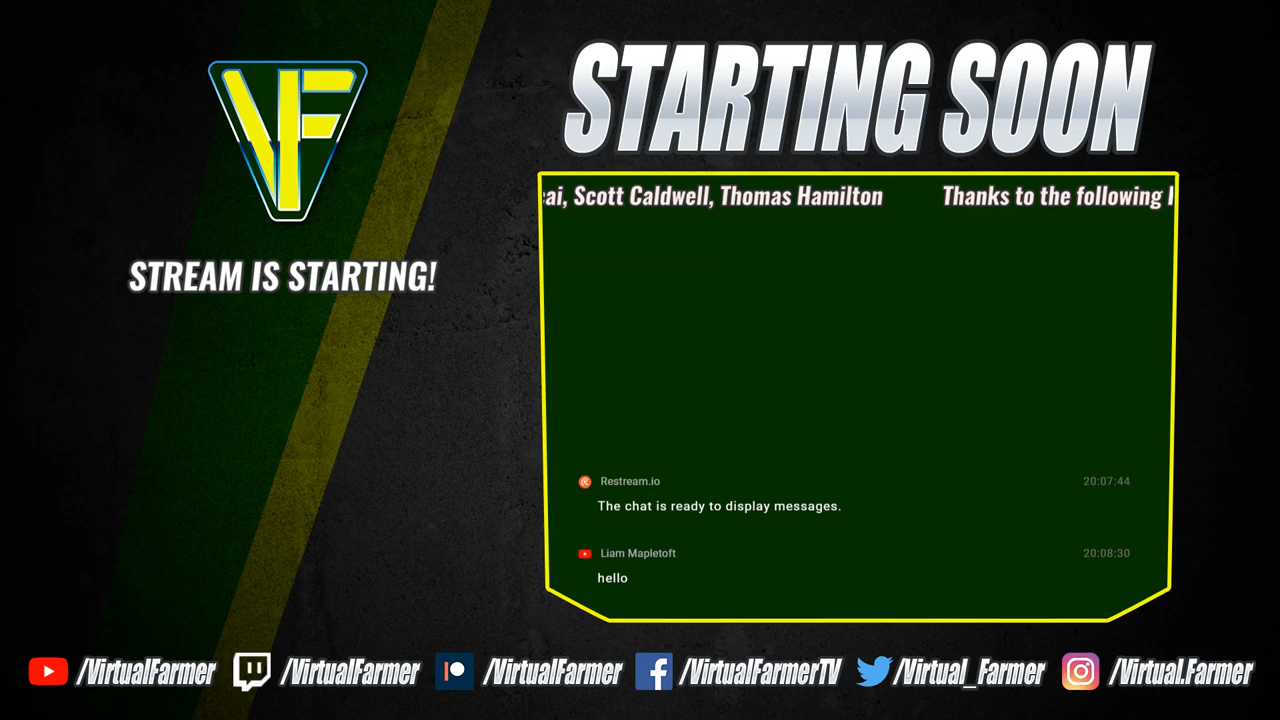 VF
STARTING SOON
Scott Caldwell, Thomas Hamilton Thanks to the following
STREAM IS STARTING!
Restream.io 20:07:44
The chat is ready to display messages.
Liam Mapletoft 20:08:30
hello
/VirtualFarmer /VirtualFarmer /VirtualFarmer /VirtualFarmerTV /Virtual_Farmer /Virtual.Farmer